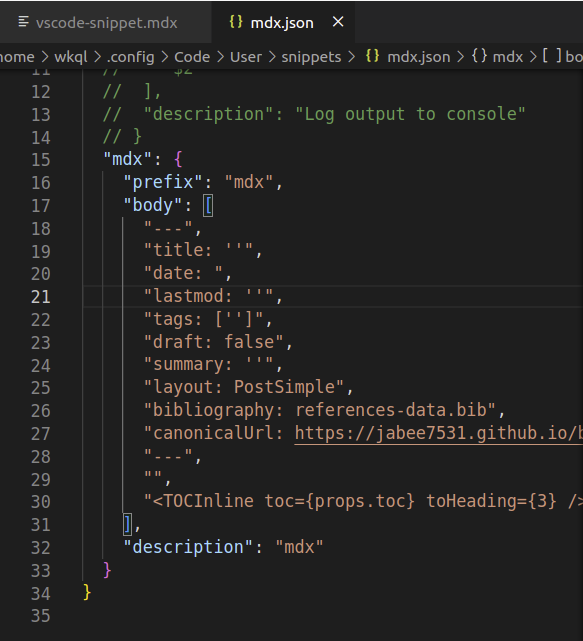 vscode-snippet.mdx
mdx.json
home > wkql > .config > Code > User > snippets > {} mdx.json > {} mdx > [ ] bo
11 // $2
12 // ],
13 // "description": "Log output to console"
14 // }
15 "mdx": {
16 "prefix": "mdx",
17 "body": [
18 "---",
19 "title: ''",
20 "date: ",
21 "lastmod: ''",
22 "tags: ['']",
23 "draft: false",
24 "summary: ''",
25 "layout: PostSimple",
26 "bibliography: references-data.bib",
27 "canonicalUrl: https://jabee7531.github.io/b
28 "---",
29 "",
30 "<TOCInline toc={props.toc} toHeading={3} />
31 ],
32 "description": "mdx"
33 }
34 }
35